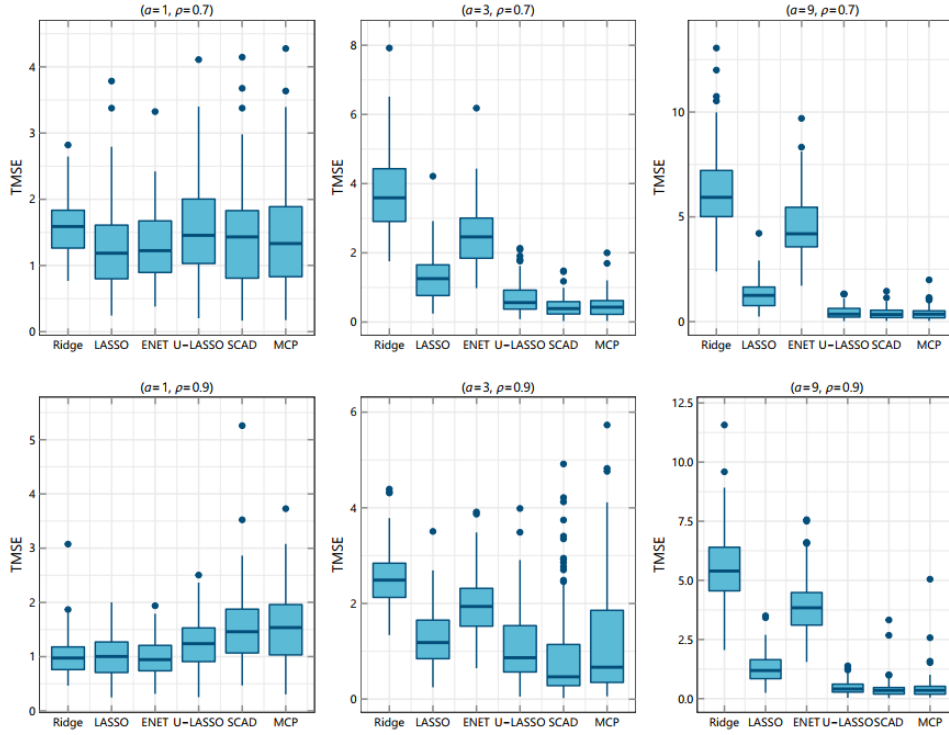 (a=1, ρ=0.7)
TMSE
4
3
2
1
0
Ridge LASSO ENET U-LASSO SCAD MCP
(a=3, ρ=0.7)
TMSE
8
6
4
2
0
Ridge LASSO ENET U-LASSO SCAD MCP
(a=9, ρ=0.7)
TMSE
10
5
0
Ridge LASSO ENET U-LASSO SCAD MCP
(a=1, ρ=0.9)
TMSE
5
4
3
2
1
0
Ridge LASSO ENET U-LASSO SCAD MCP
(a=3, ρ=0.9)
TMSE
6
4
2
0
Ridge LASSO ENET U-LASSO SCAD MCP
(a=9, ρ=0.9)
TMSE
12.5
10.0
7.5
5.0
2.5
0.0
Ridge LASSO ENET U-LASSO SCAD MCP